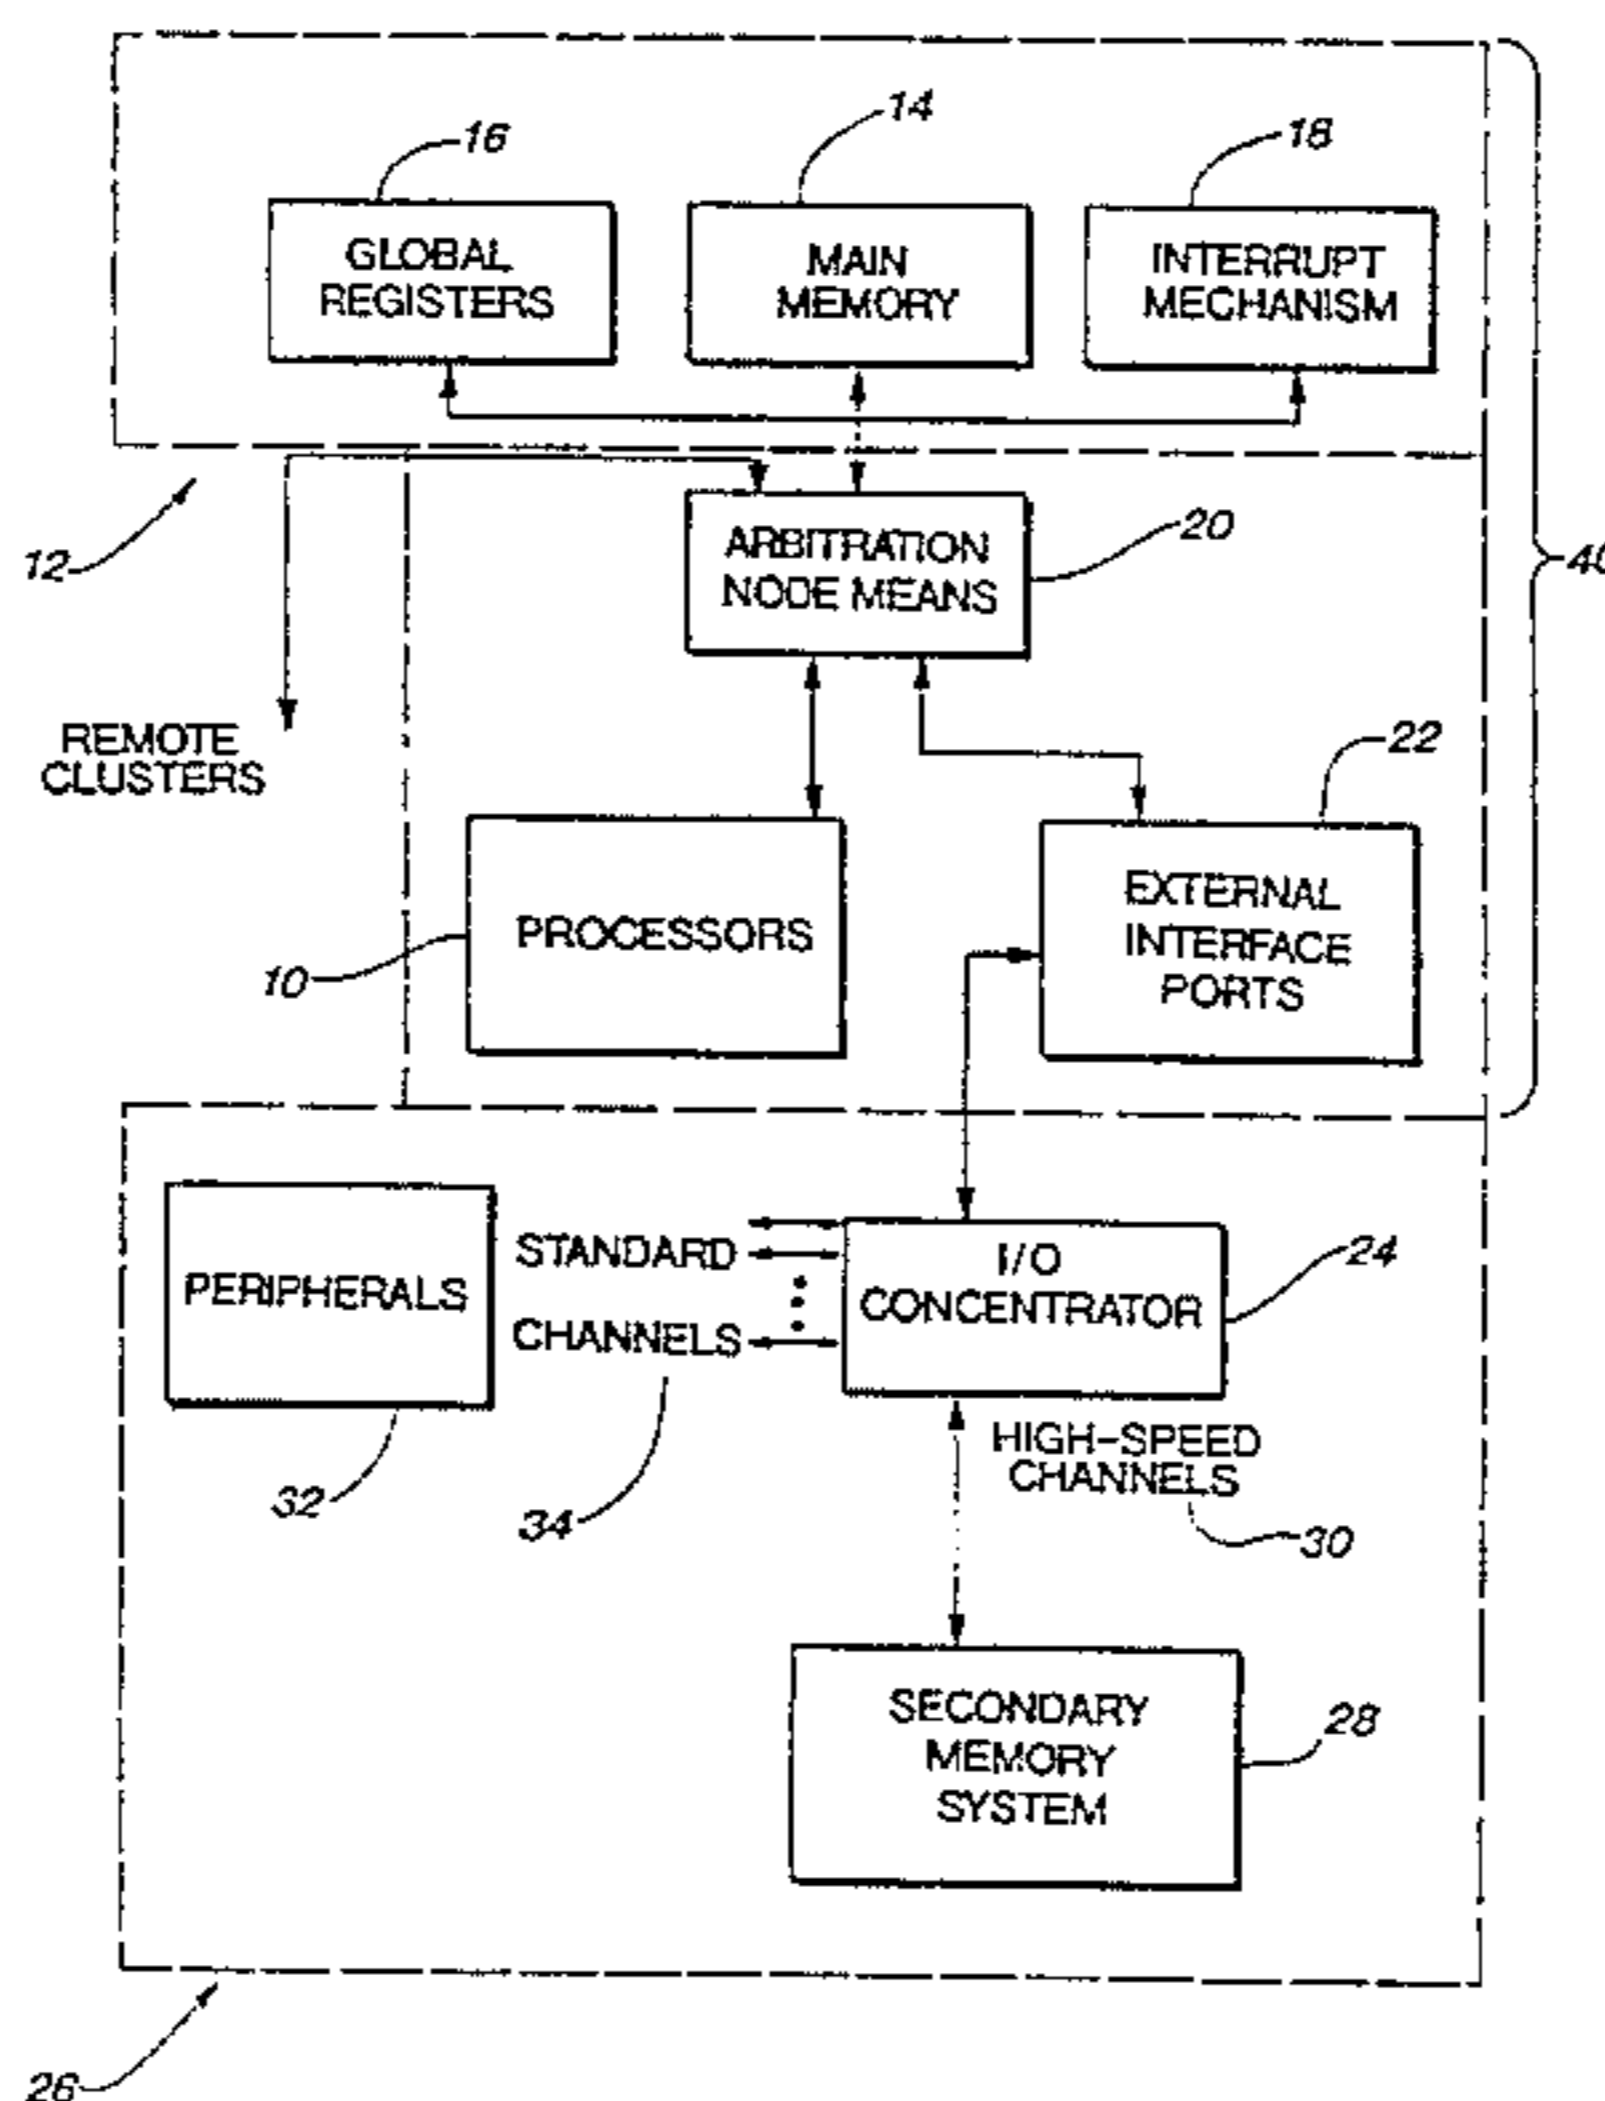 16
14
18
GLOBAL
REGISTERS
MAIN
MEMORY
INTERRUPT
MECHANISM
12
ARBITRATION
NODE MEANS
20
40
REMOTE
CLUSTERS
22
PROCESSORS
10
EXTERNAL
INTERFACE
PORTS
PERIPHERALS
32
STANDARD
CHANNELS
34
I/O
CONCENTRATOR
24
HIGH-SPEED
CHANNELS
30
SECONDARY
MEMORY
SYSTEM
28
26